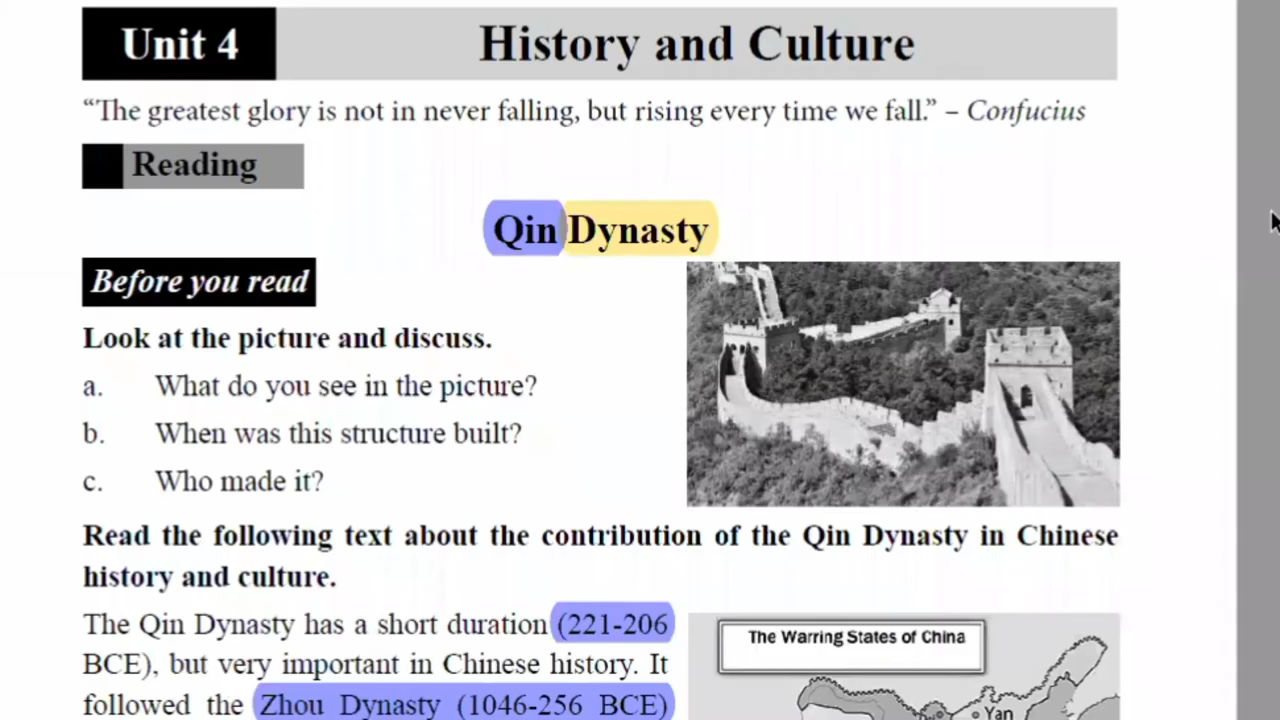 Unit 4
History and Culture
“The greatest glory is not in never falling, but rising every time we fall.” – Confucius
Reading
Qin Dynasty
Before you read
Look at the picture and discuss.
a. What do you see in the picture?
b. When was this structure built?
c. Who made it?
Read the following text about the contribution of the Qin Dynasty in Chinese
history and culture.
The Qin Dynasty has a short duration (221-206
BCE), but very important in Chinese history. It
followed the Zhou Dynasty (1046-256 BCE)
The Warring States of China
Yan